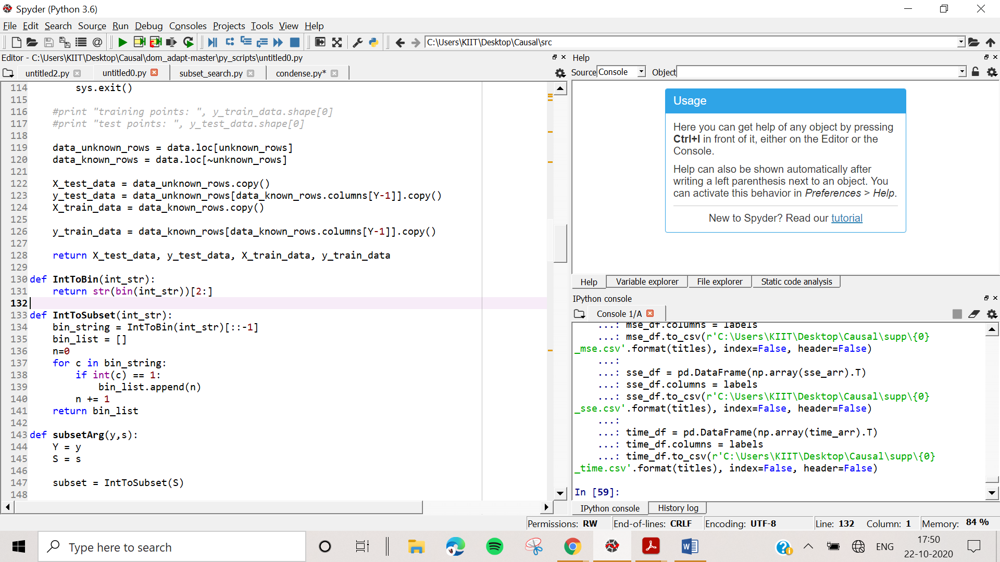 Spyder (Python 3.6)
File Edit Search Source Run Debug Consoles Projects Tools View Help
C:\Users\KIIT\Desktop\Causal\src
Editor - C:\Users\KIIT\Desktop\Causal\dom_adapt-master\py_scripts\untitled0.py
untitled2.py untitled0.py subset_search.py condense.py*
114         sys.exit()
115
116     #print "training points: ", y_train_data.shape[0]
117     #print "test points: ", y_test_data.shape[0]
118
119     data_unknown_rows = data.loc[unknown_rows]
120     data_known_rows = data.loc[~unknown_rows]
121
122     X_test_data = data_unknown_rows.copy()
123     y_test_data = data_unknown_rows[data_known_rows.columns[Y-1]].copy()
124     X_train_data = data_known_rows.copy()
125
126     y_train_data = data_known_rows[data_known_rows.columns[Y-1]].copy()
127
128     return X_test_data, y_test_data, X_train_data, y_train_data
129
130 def IntToBin(int_str):
131     return str(bin(int_str))[2:]
132
133 def IntToSubset(int_str):
134     bin_string = IntToBin(int_str)[::-1]
135     bin_list = []
136     n=0
137     for c in bin_string:
138         if int(c) == 1:
139             bin_list.append(n)
140         n += 1
141     return bin_list
142
143 def subsetArg(y,s):
144     Y = y
145     S = s
146
147     subset = IntToSubset(S)
148
Help
Source Console Object
Usage
Here you can get help of any object by pressing
Ctrl+I in front of it, either on the Editor or the
Console.
Help can also be shown automatically after
writing a left parenthesis next to an object. You
can activate this behavior in Preferences > Help.
New to Spyder? Read our tutorial
Help Variable explorer File explorer Static code analysis
IPython console
Console 1/A
...: mse_df.columns = labels
...: mse_df.to_csv(r'C:\Users\KIIT\Desktop\Causal\supp\{0}
_mse.csv'.format(titles), index=False, header=False)
...:
...: sse_df = pd.DataFrame(np.array(sse_arr).T)
...: sse_df.columns = labels
...: sse_df.to_csv(r'C:\Users\KIIT\Desktop\Causal\supp\{0}
_sse.csv'.format(titles), index=False, header=False)
...:
...: time_df = pd.DataFrame(np.array(time_arr).T)
...: time_df.columns = labels
...: time_df.to_csv(r'C:\Users\KIIT\Desktop\Causal\supp\{0}
_time.csv'.format(titles), index=False, header=False)
In [59]:
IPython console History log
Permissions: RW End-of-lines: CRLF Encoding: UTF-8 Line: 132 Column: 1 Memory: 84 %
Type here to search
ENG
17:50
22-10-2020